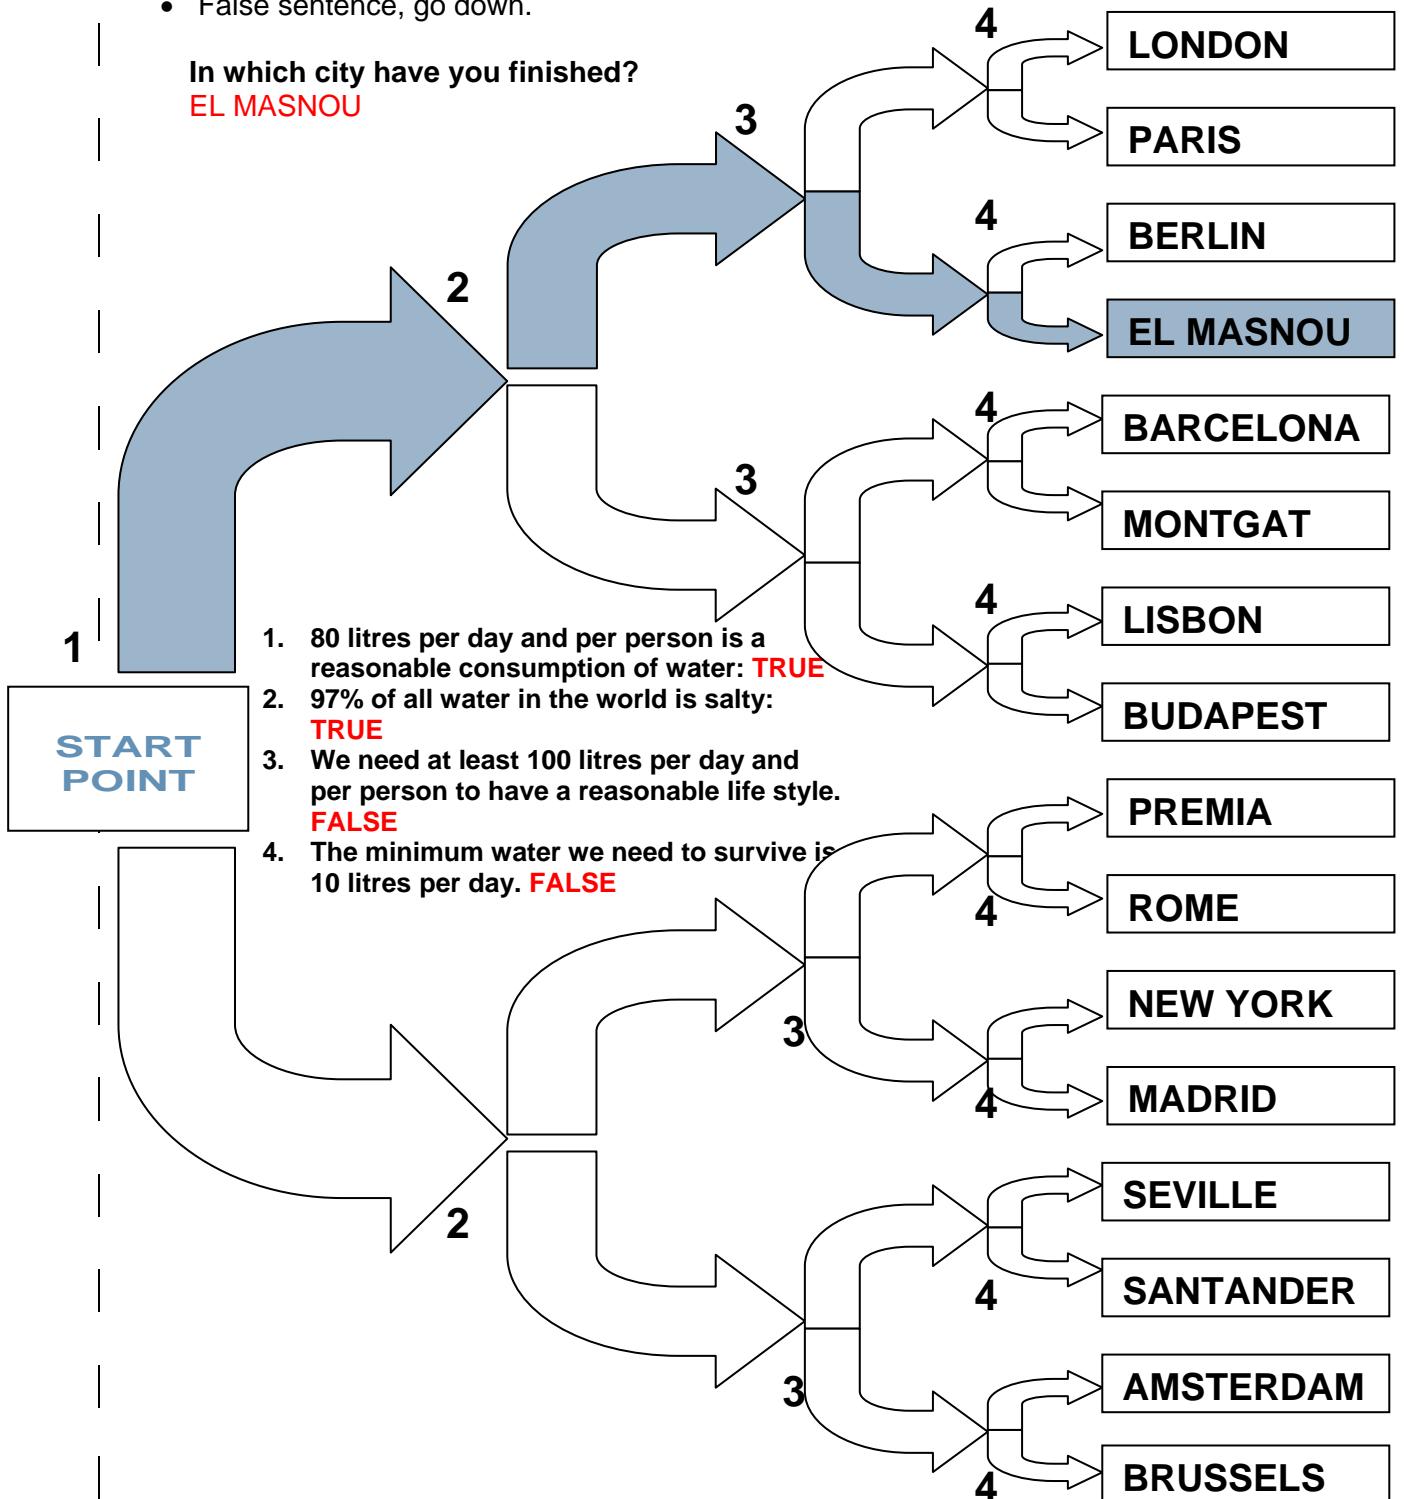 • False sentence, go down.
In which city have you finished?
EL MASNOU
1
2
3
4
LONDON
PARIS
4
BERLIN
EL MASNOU
3
4
BARCELONA
MONTGAT
4
LISBON
BUDAPEST
START
POINT
1. 80 litres per day and per person is a
reasonable consumption of water: TRUE
2. 97% of all water in the world is salty:
TRUE
3. We need at least 100 litres per day and
per person to have a reasonable life style.
FALSE
4. The minimum water we need to survive is
10 litres per day. FALSE
2
3
4
PREMIA
ROME
4
NEW YORK
MADRID
3
4
SEVILLE
SANTANDER
4
AMSTERDAM
BRUSSELS